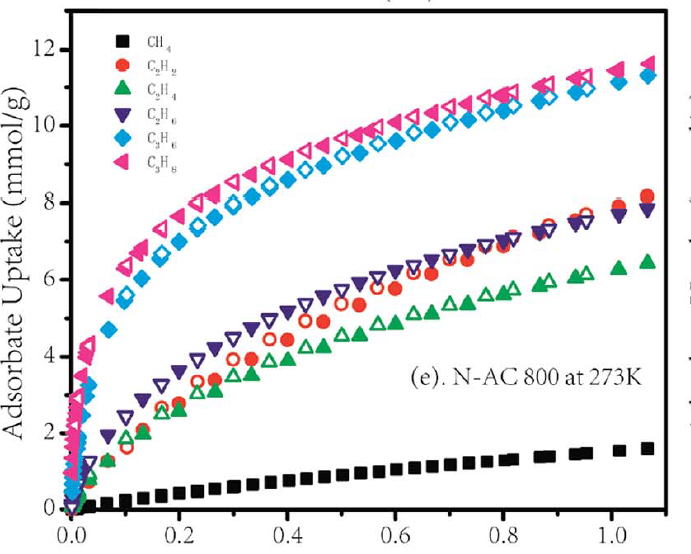 12
10
8
6
4
2
0
Adsorbate Uptake (mmol/g)
CH₄
C₂H₂
C₂H₄
C₂H₆
C₃H₆
C₃H₈
(e). N-AC 800 at 273K
0.0 0.2 0.4 0.6 0.8 1.0